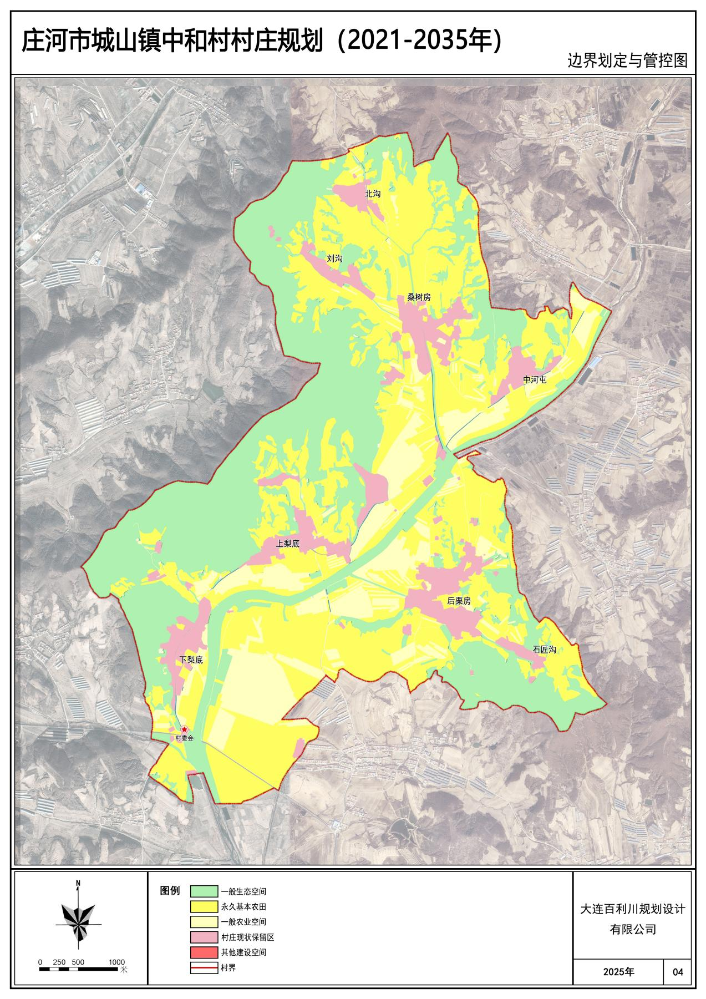 庄河市城山镇中和村村庄规划（2021-2035年）
边界划定与管控图
北沟
刘沟
桑树房
中河屯
上梨底
后栗房
石匠沟
下梨底
村委会
N
0 250 500 1000
米
图例
一般生态空间
永久基本农田
一般农业空间
村庄现状保留区
其他建设空间
村界
大连百利川规划设计
有限公司
2025年 04